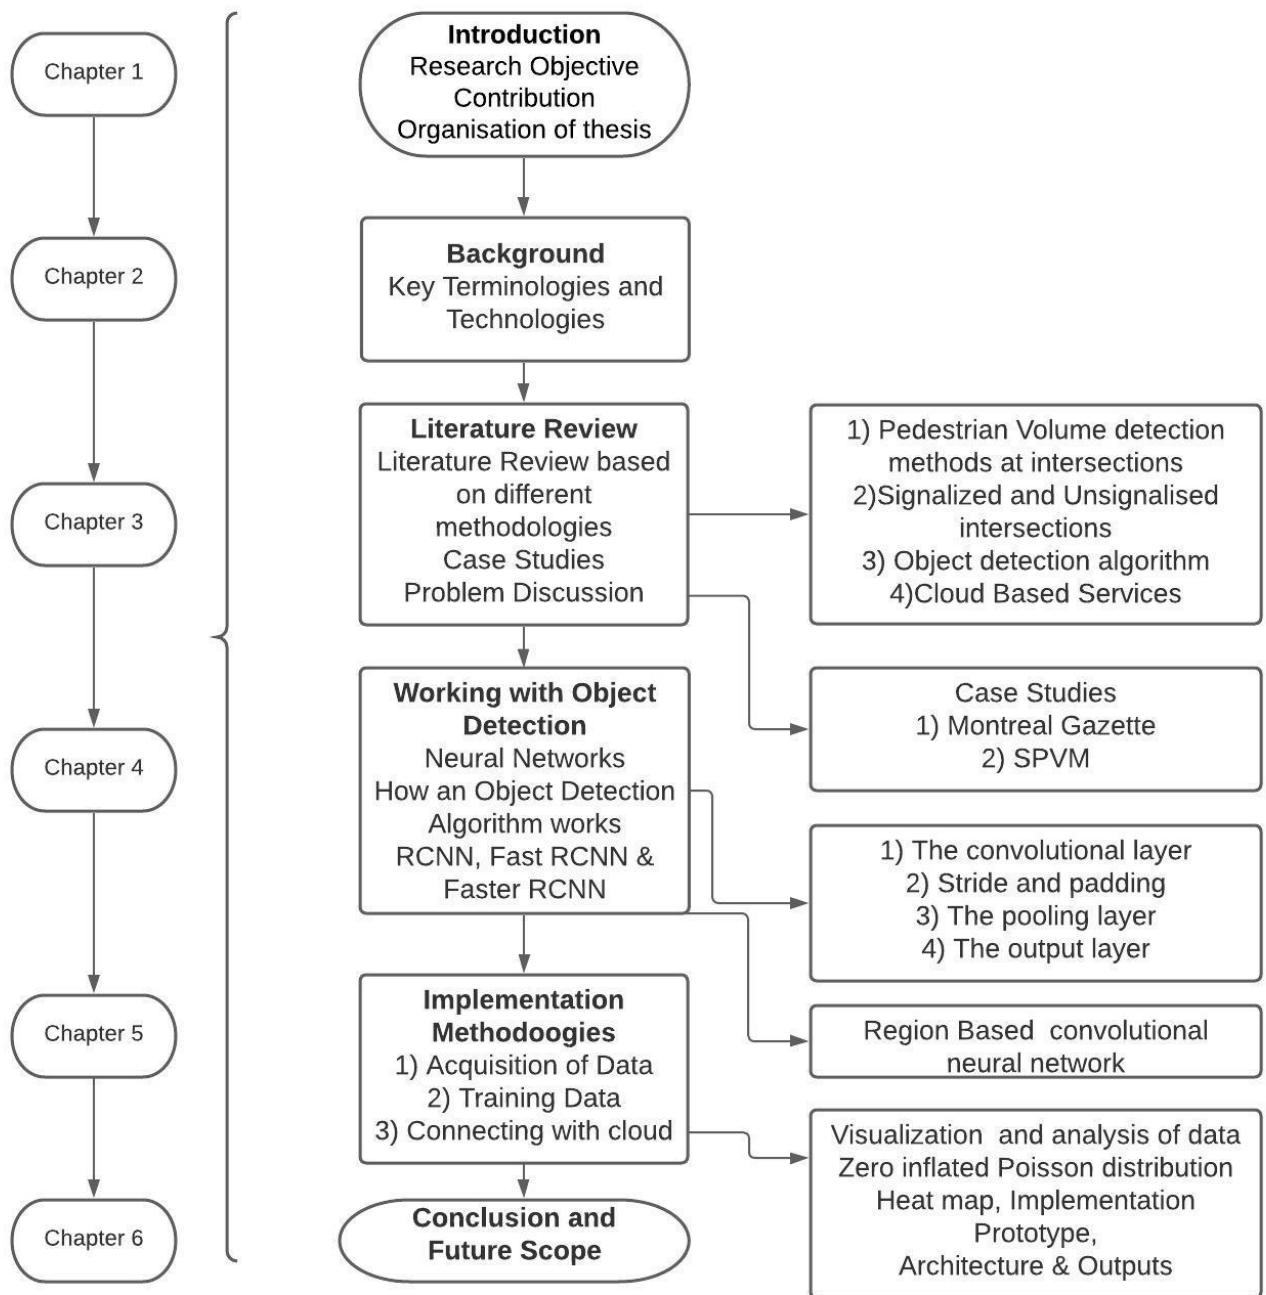 Chapter 1
Chapter 2
Chapter 3
Chapter 4
Chapter 5
Chapter 6
Introduction
Research Objective
Contribution
Organisation of thesis
Background
Key Terminologies and
Technologies
Literature Review
Literature Review based
on different
methodologies
Case Studies
Problem Discussion
1) Pedestrian Volume detection
methods at intersections
2)Signalized and Unsignalised
intersections
3) Object detection algorithm
4)Cloud Based Services
Case Studies
1) Montreal Gazette
2) SPVM
Working with Object
Detection
Neural Networks
How an Object Detection
Algorithm works
RCNN, Fast RCNN &
Faster RCNN
1) The convolutional layer
2) Stride and padding
3) The pooling layer
4) The output layer
Region Based  convolutional
neural network
Implementation
Methodoogies
1) Acquisition of Data
2) Training Data
3) Connecting with cloud
Visualization  and analysis of data
Zero inflated Poisson distribution
Heat map, Implementation
Prototype,
Architecture & Outputs
Conclusion and
Future Scope